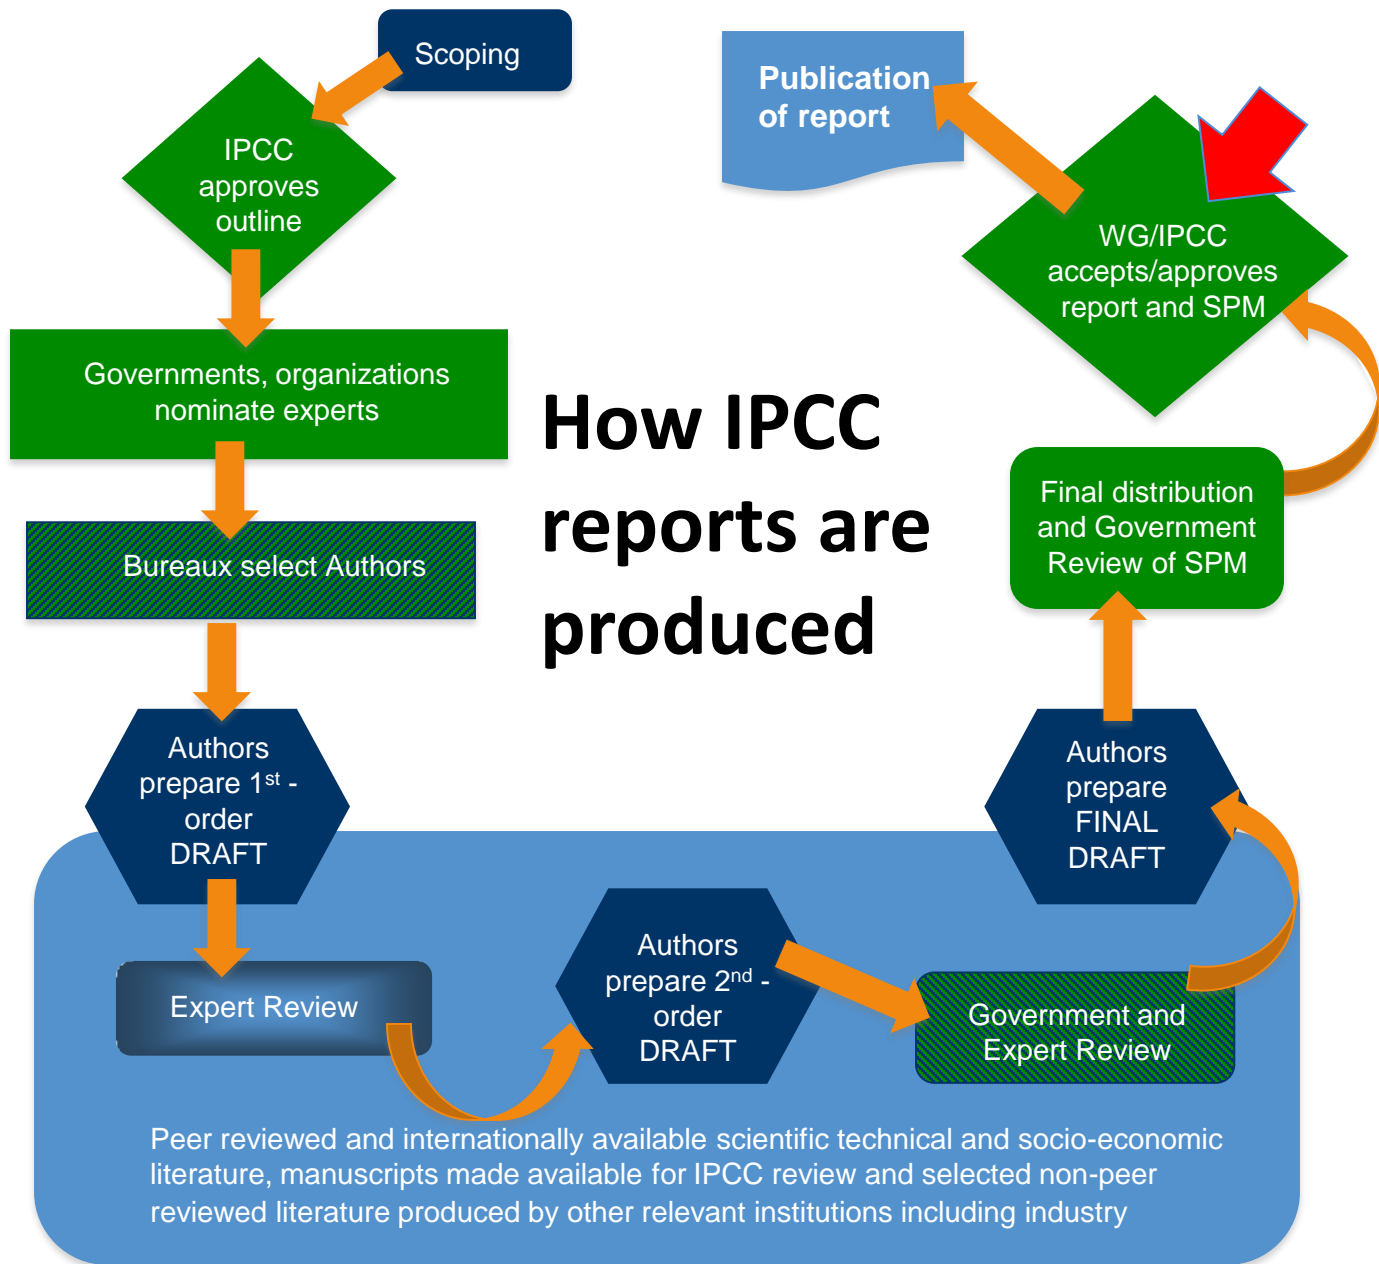 Scoping
IPCC
approves
outline
Governments, organizations
nominate experts
Bureaux select Authors
Authors
prepare 1st -
order
DRAFT
Expert Review
Authors
prepare 2nd -
order
DRAFT
Government and
Expert Review
Authors
prepare
FINAL
DRAFT
Final distribution
and Government
Review of SPM
WG/IPCC
accepts/approves
report and SPM
Publication
of report
How IPCC
reports are
produced
Peer reviewed and internationally available scientific technical and socio-economic
literature, manuscripts made available for IPCC review and selected non-peer
reviewed literature produced by other relevant institutions including industry